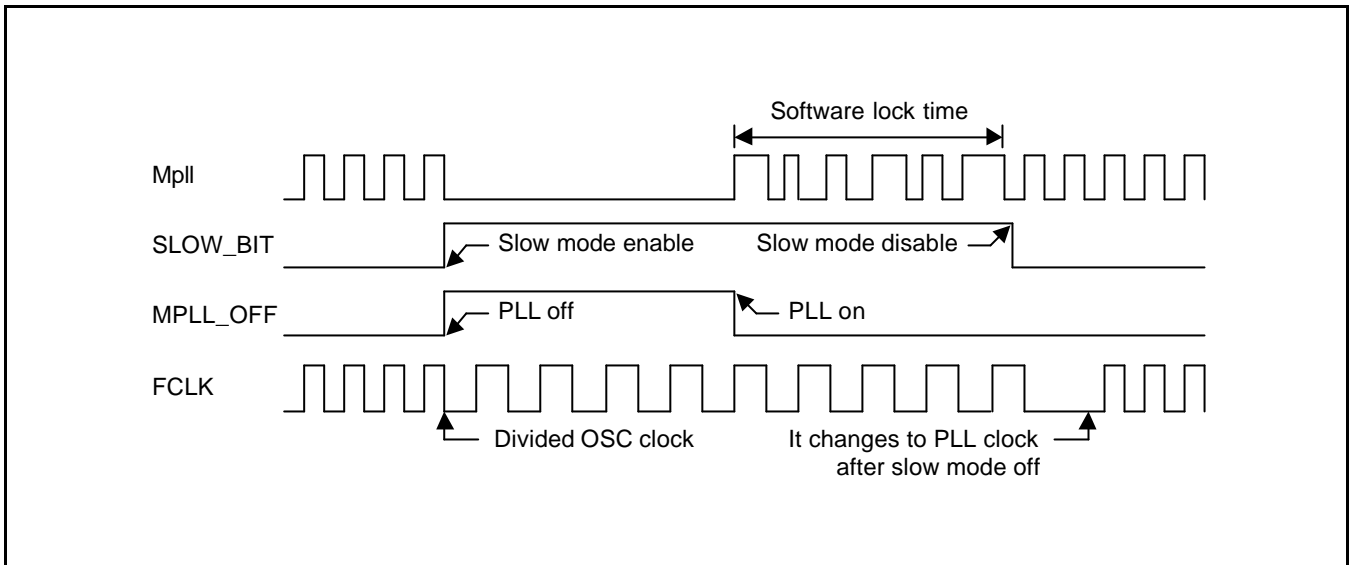 Software lock time
Mpll
SLOW_BIT
Slow mode enable
Slow mode disable
MPLL_OFF
PLL off
PLL on
FCLK
Divided OSC clock
It changes to PLL clock
after slow mode off